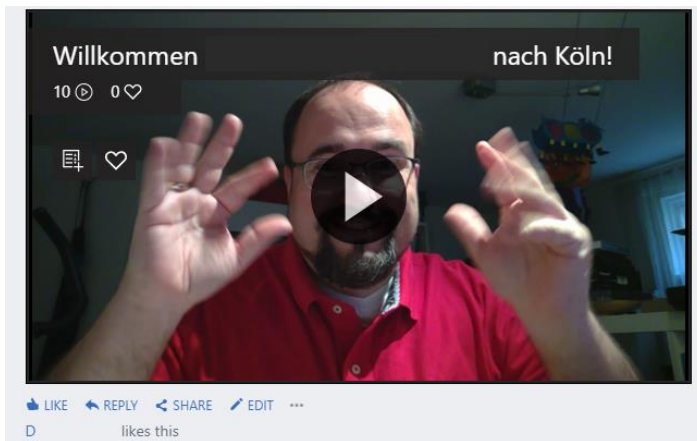 Willkommen nach Köln!
10 0
LIKE REPLY SHARE EDIT ...
D likes this